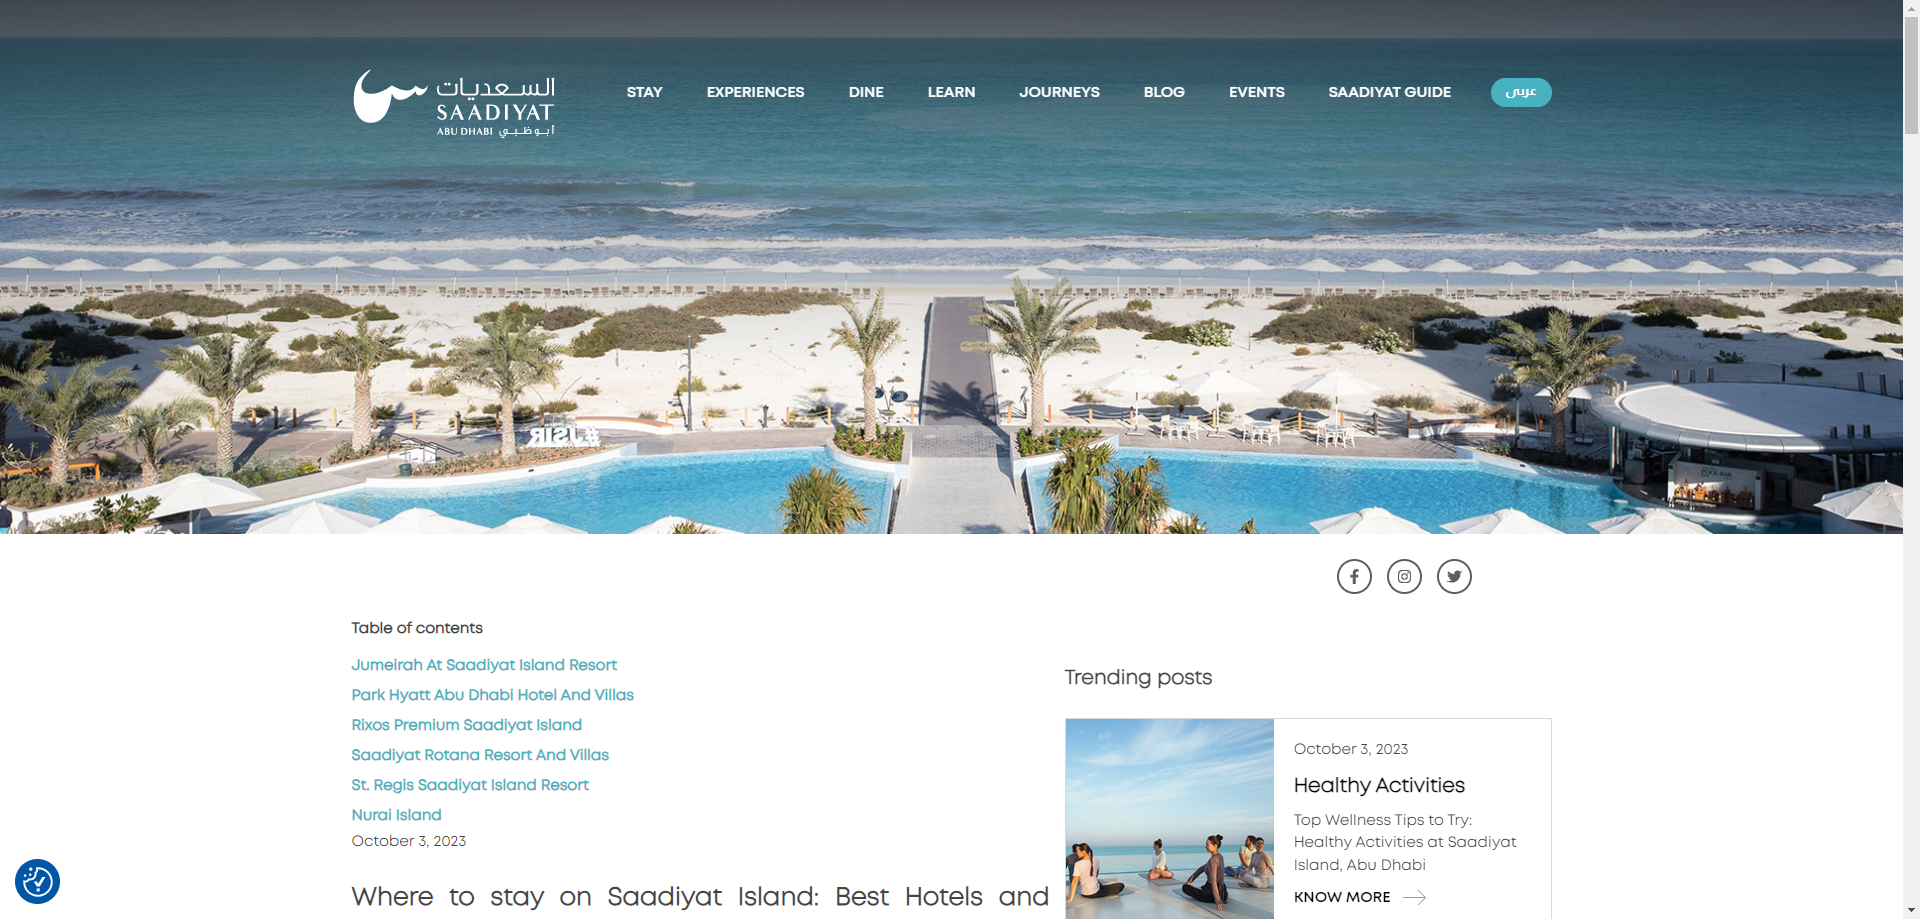 السعديات
SAADIYAT
ABU DHABI أبوظبي
STAY EXPERIENCES DINE LEARN JOURNEYS BLOG EVENTS SAADIYAT GUIDE عربى
#JSIR
POOL BAR
Table of contents
Jumeirah At Saadiyat Island Resort
Park Hyatt Abu Dhabi Hotel And Villas
Rixos Premium Saadiyat Island
Saadiyat Rotana Resort And Villas
St. Regis Saadiyat Island Resort
Nurai Island
October 3, 2023
Where to stay on Saadiyat Island: Best Hotels and
Trending posts
October 3, 2023
Healthy Activities
Top Wellness Tips to Try:
Healthy Activities at Saadiyat
Island, Abu Dhabi
KNOW MORE